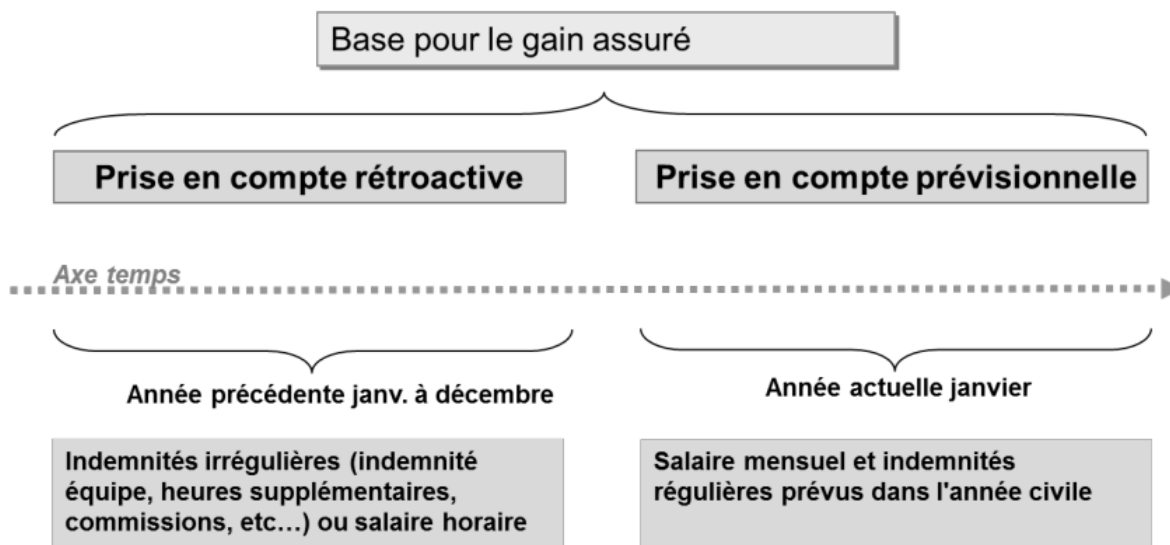 Base pour le gain assuré
Prise en compte rétroactive
Prise en compte prévisionnelle
Axe temps
Année précédente janv. à décembre
Année actuelle janvier
Indemnités irrégulières (indemnité
équipe, heures supplémentaires,
commissions, etc…) ou salaire horaire
Salaire mensuel et indemnités
régulières prévus dans l'année civile